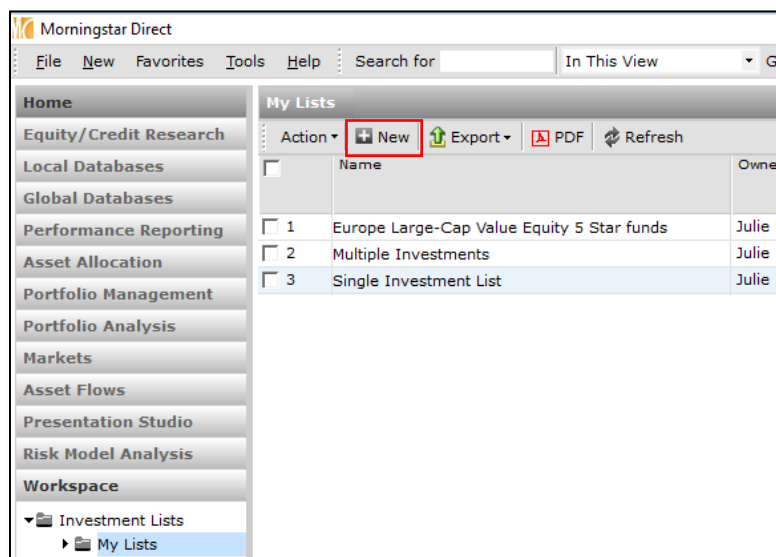 Morningstar Direct
File New Favorites Tools Help Search for In This View G
Home
Equity/Credit Research
Local Databases
Global Databases
Performance Reporting
Asset Allocation
Portfolio Management
Portfolio Analysis
Markets
Asset Flows
Presentation Studio
Risk Model Analysis
Workspace
Investment Lists
My Lists
My Lists
Action New Export PDF Refresh
Name Owne
1 Europe Large-Cap Value Equity 5 Star funds Julie
2 Multiple Investments Julie
3 Single Investment List Julie